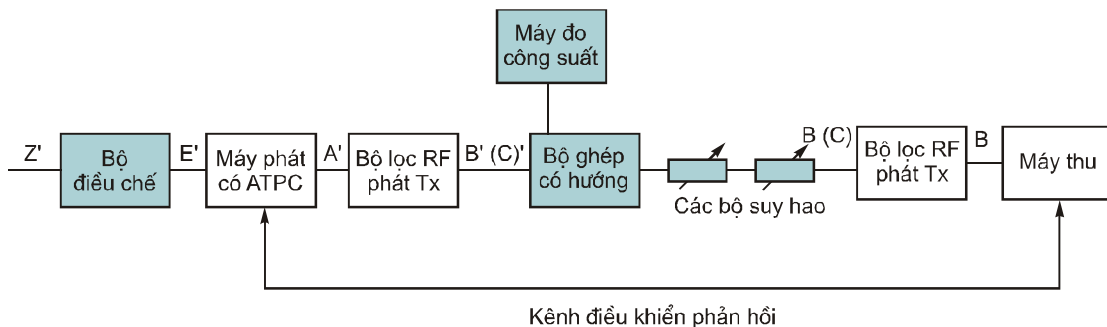 Máy đo
công suất
Z'
Bộ
điều chế
E'
Máy phát
có ATPC
A'
Bộ lọc RF
phát Tx
B' (C)'
Bộ ghép
có hướng
Các bộ suy hao
B (C)
Bộ lọc RF
phát Tx
B
Máy thu
Kênh điều khiển phản hồi